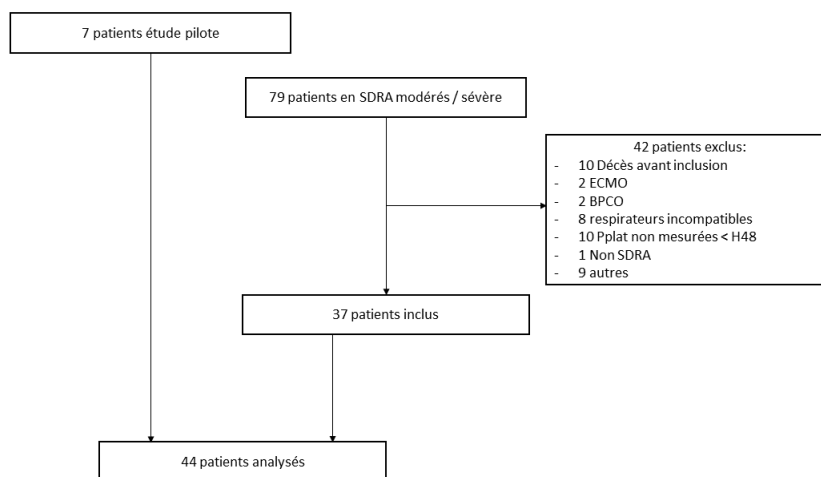 7 patients étude pilote
79 patients en SDRA modérés / sévère
42 patients exclus:
- 10 Décès avant inclusion
- 2 ECMO
- 2 BPCO
- 8 respirateurs incompatibles
- 10 Pplat non mesurées < H48
- 1 Non SDRA
- 9 autres
37 patients inclus
44 patients analysés